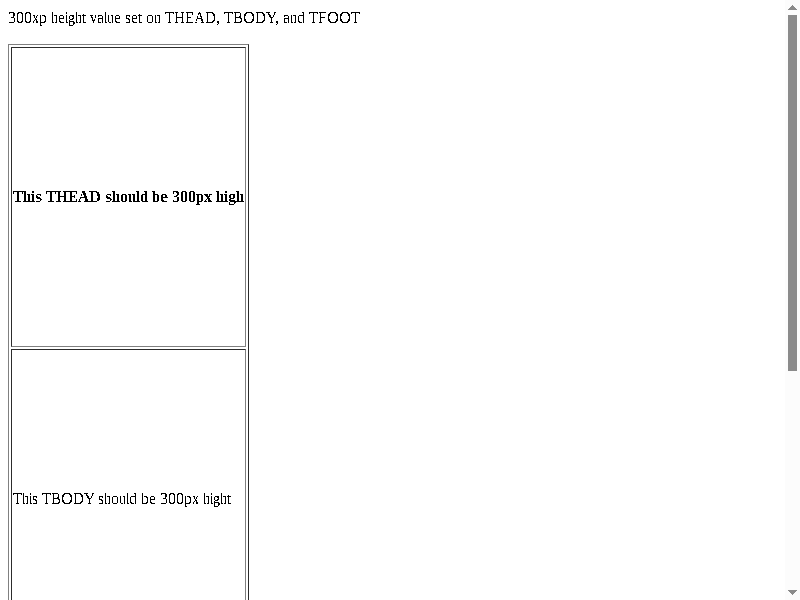 300xp height value set on THEAD, TBODY, and TFOOT
This THEAD should be 300px high
This TBODY should be 300px hight